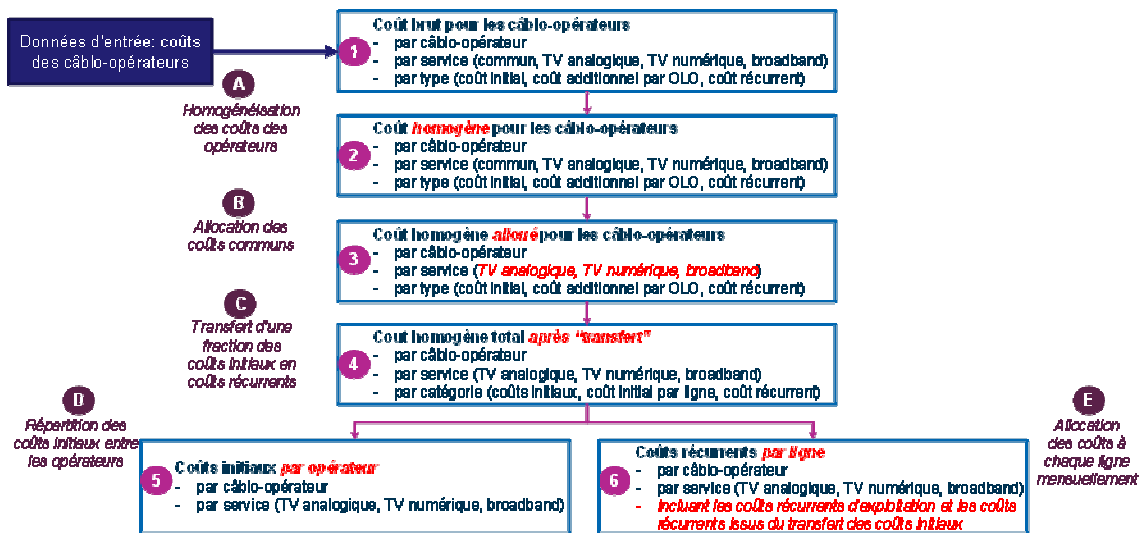 Données d'entrée: coûts
des câblo-opérateurs
1
Coût brut pour les câblo-opérateurs
- par câblo-opérateur
- par service (commun, TV analogique, TV numérique, broadband)
- par type (coût initial, coût additionnel par OLO, coût récurrent)
A
Homogénéisation
des coûts des
opérateurs
2
Coût homogène pour les câblo-opérateurs
- par câblo-opérateur
- par service (commun, TV analogique, TV numérique, broadband)
- par type (coût initial, coût additionnel par OLO, coût récurrent)
B
Allocation des
coûts communs
3
Coût homogène alloué pour les câblo-opérateurs
- par câblo-opérateur
- par service (TV analogique, TV numérique, broadband)
- par type (coût initial, coût additionnel par OLO, coût récurrent)
C
Transfert d'une
fraction des
coûts initiaux en
coûts récurrents
4
Cout homogène total après "transfert"
- par câblo-opérateur
- par service (TV analogique, TV numérique, broadband)
- par catégorie (coûts initiaux, coût initial par ligne, coût récurrent)
D
Répartition des
coûts initiaux entre
les opérateurs
E
Allocation
des coûts à
chaque ligne
mensuellement
5
Coûts initiaux par opérateur
- par câblo-opérateur
- par service (TV analogique, TV numérique, broadband)
6
Coûts récurrents par ligne
- par câblo-opérateur
- par service (TV analogique, TV numérique, broadband)
- Incluant les coûts récurrents d'exploitation et les coûts
récurrents issus du transfert des coûts initiaux